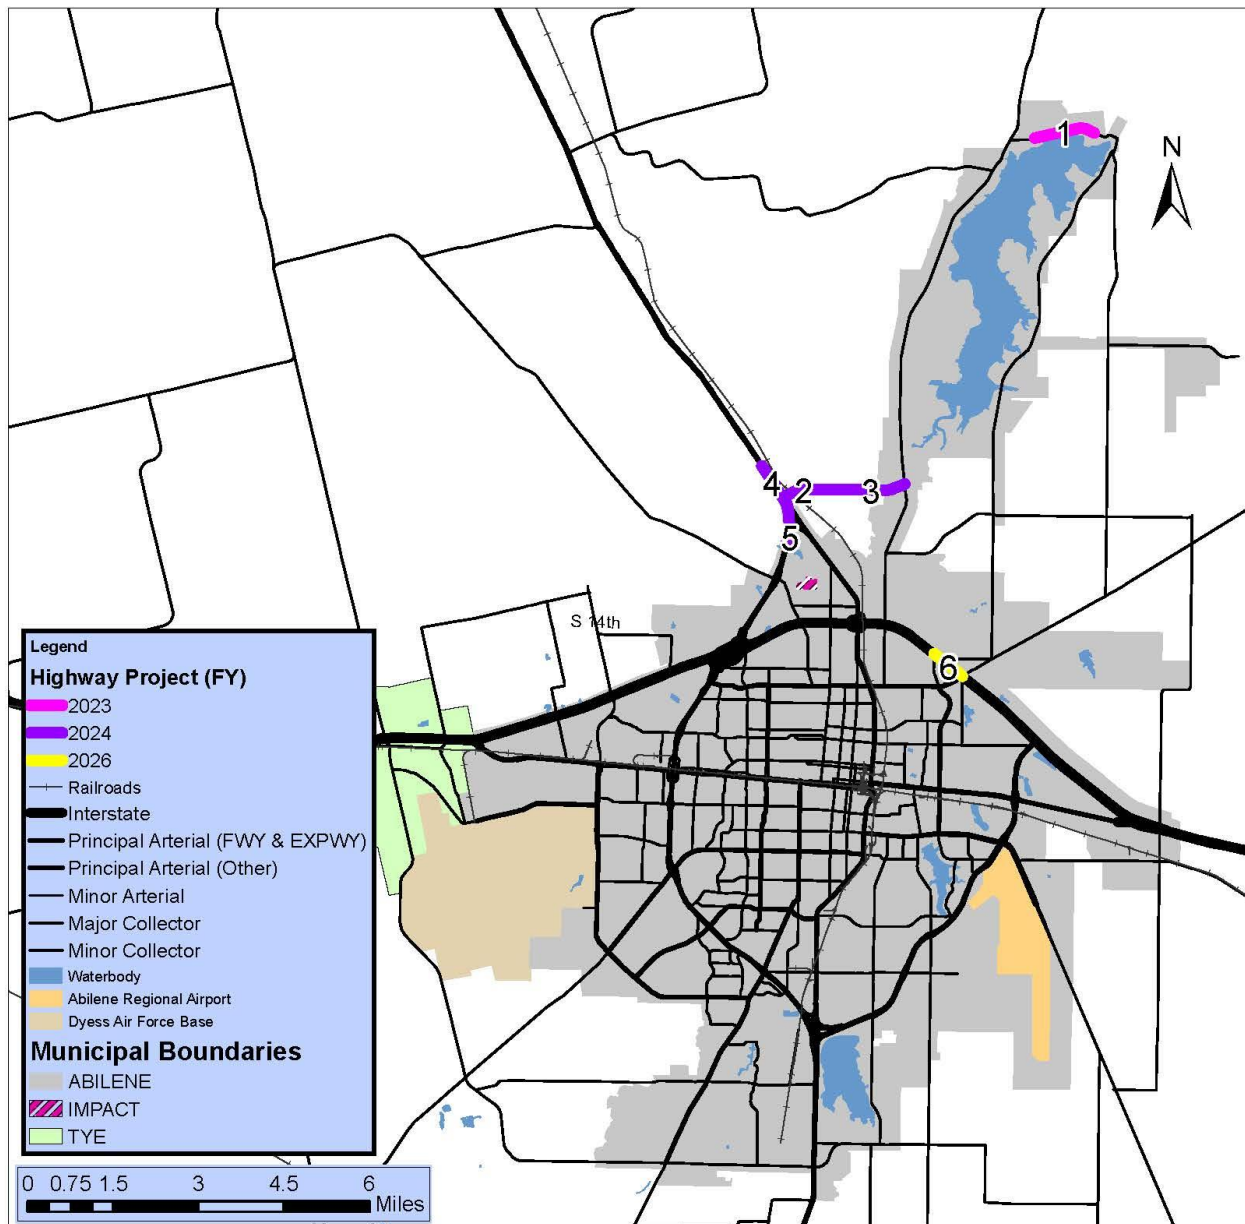 1
N
4 2 3
5
S 14th
6
Legend
Highway Project (FY)
2023
2024
2026
Railroads
Interstate
Principal Arterial (FWY & EXPWY)
Principal Arterial (Other)
Minor Arterial
Major Collector
Minor Collector
Waterbody
Abilene Regional Airport
Dyess Air Force Base
Municipal Boundaries
ABILENE
IMPACT
TYE
0 0.75 1.5 3 4.5 6
Miles